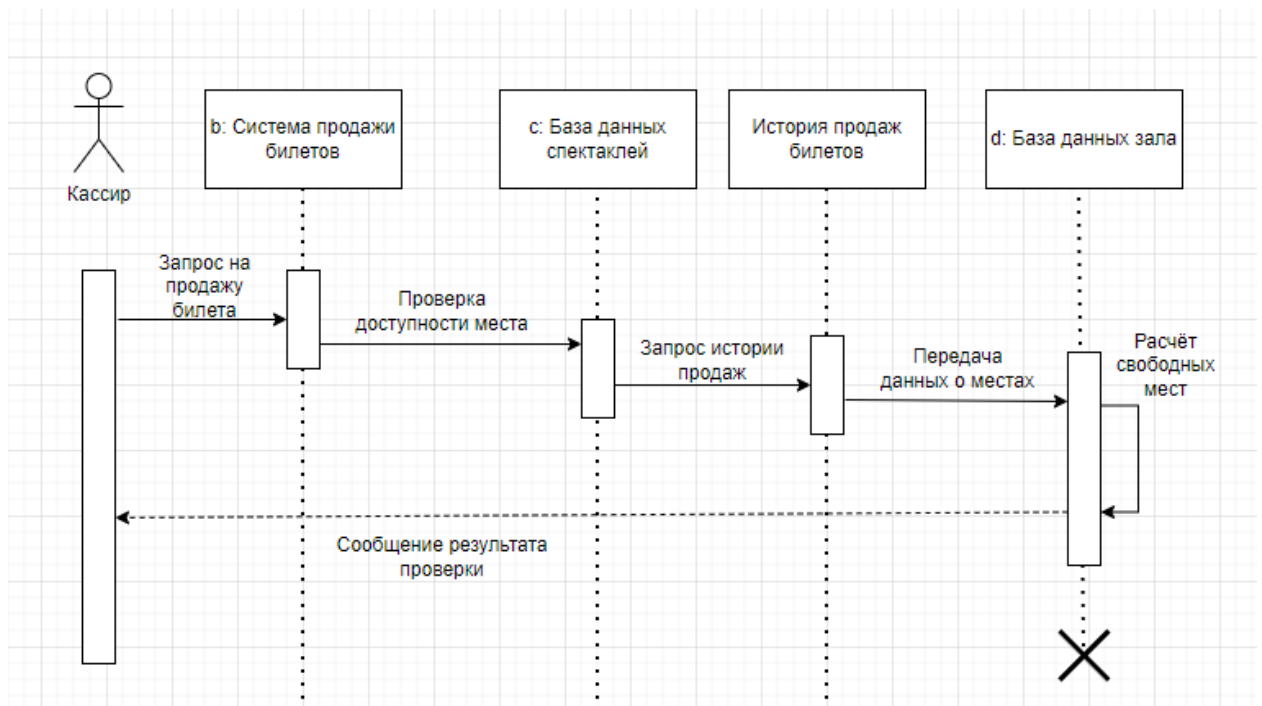 Кассир
b: Система продажи
билетов
c: База данных
спектаклей
История продаж
билетов
d: База данных зала
Запрос на
продажу
билета
Проверка
доступности места
Запрос истории
продаж
Передача
данных о местах
Расчёт
свободных
мест
Сообщение результата
проверки